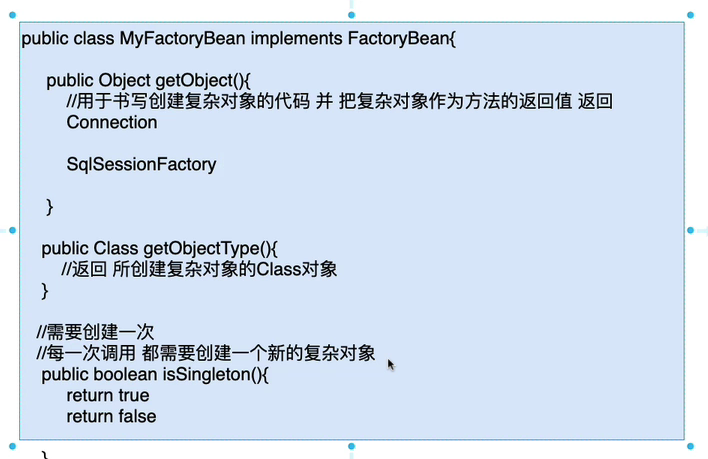 public class MyFactoryBean implements FactoryBean{
public Object getObject(){
//用于书写创建复杂对象的代码 并 把复杂对象作为方法的返回值 返回
Connection
SqlSessionFactory
}
public Class getObjectType(){
//返回 所创建复杂对象的Class对象
}
//需要创建一次
//每一次调用 都需要创建一个新的复杂对象
public boolean isSingleton(){
return true
return false
}